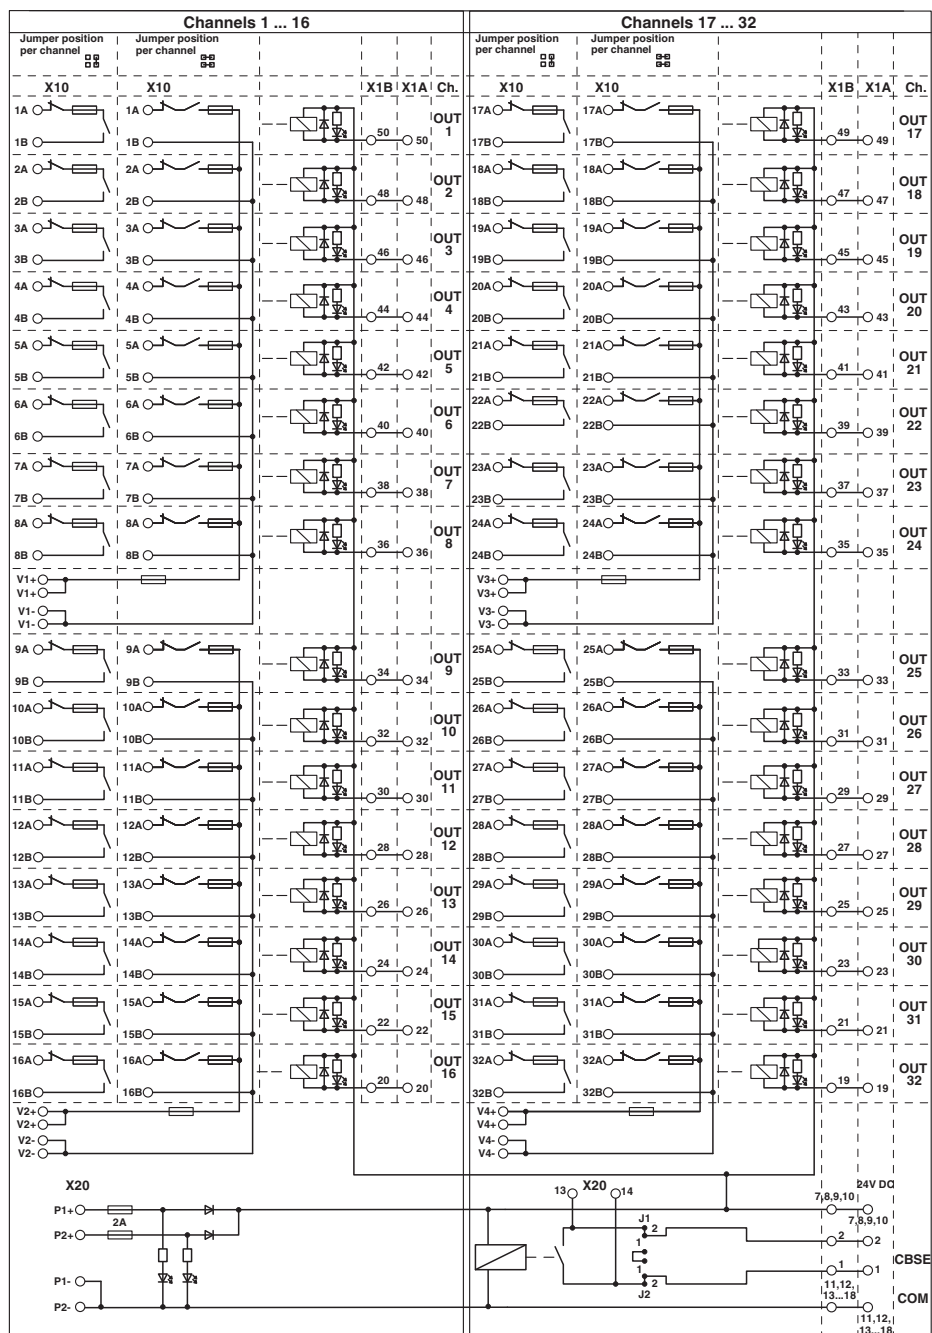 Channels 1 ... 16
Channels 17 ... 32
Jumper position
per channel
Jumper position
per channel
Jumper position
per channel
Jumper position
per channel
X10 X10 X1B X1A Ch.
X10 X10 X1B X1A Ch.
1A 1A OUT 1
1B 1B 50 50
17A 17A OUT 17
17B 17B 49 49
2A 2A OUT 2
2B 2B 48 48
18A 18A OUT 18
18B 18B 47 47
3A 3A OUT 3
3B 3B 46 46
19A 19A OUT 19
19B 19B 45 45
4A 4A OUT 4
4B 4B 44 44
20A 20A OUT 20
20B 20B 43 43
5A 5A OUT 5
5B 5B 42 42
21A 21A OUT 21
21B 21B 41 41
6A 6A OUT 6
6B 6B 40 40
22A 22A OUT 22
22B 22B 39 39
7A 7A OUT 7
7B 7B 38 38
23A 23A OUT 23
23B 23B 37 37
8A 8A OUT 8
8B 8B 36 36
24A 24A OUT 24
24B 24B 35 35
V1+
V1+
V1-
V1-
V3+
V3+
V3-
V3-
9A 9A OUT 9
9B 9B 34 34
25A 25A OUT 25
25B 25B 33 33
10A 10A OUT 10
10B 10B 32 32
26A 26A OUT 26
26B 26B 31 31
11A 11A OUT 11
11B 11B 30 30
27A 27A OUT 27
27B 27B 29 29
12A 12A OUT 12
12B 12B 28 28
28A 28A OUT 28
28B 28B 27 27
13A 13A OUT 13
13B 13B 26 26
29A 29A OUT 29
29B 29B 25 25
14A 14A OUT 14
14B 14B 24 24
30A 30A OUT 30
30B 30B 23 23
15A 15A OUT 15
15B 15B 22 22
31A 31A OUT 31
31B 31B 21 21
16A 16A OUT 16
16B 16B 20 20
32A 32A OUT 32
32B 32B 19 19
V2+
V2+
V2-
V2-
V4+
V4+
V4-
V4-
X20
P1+
2A
P2+
P1-
P2-
X20
13 14
J1
2
1
1
2
J2
24V DC
7,8,9,10
7,8,9,10
2 2
CBSE
1 1
11,12,
13...18
COM
11,12,
13...18